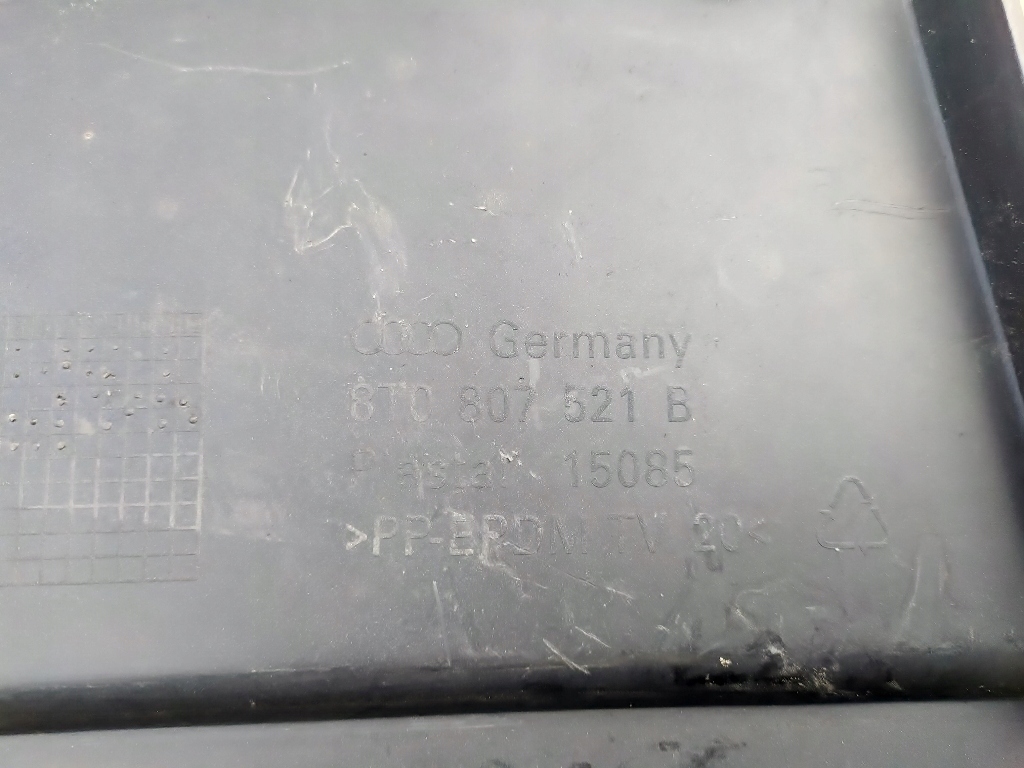 Germany
8T0 807 521 B
Plastal 15085
>PP-EPDM TV 20<